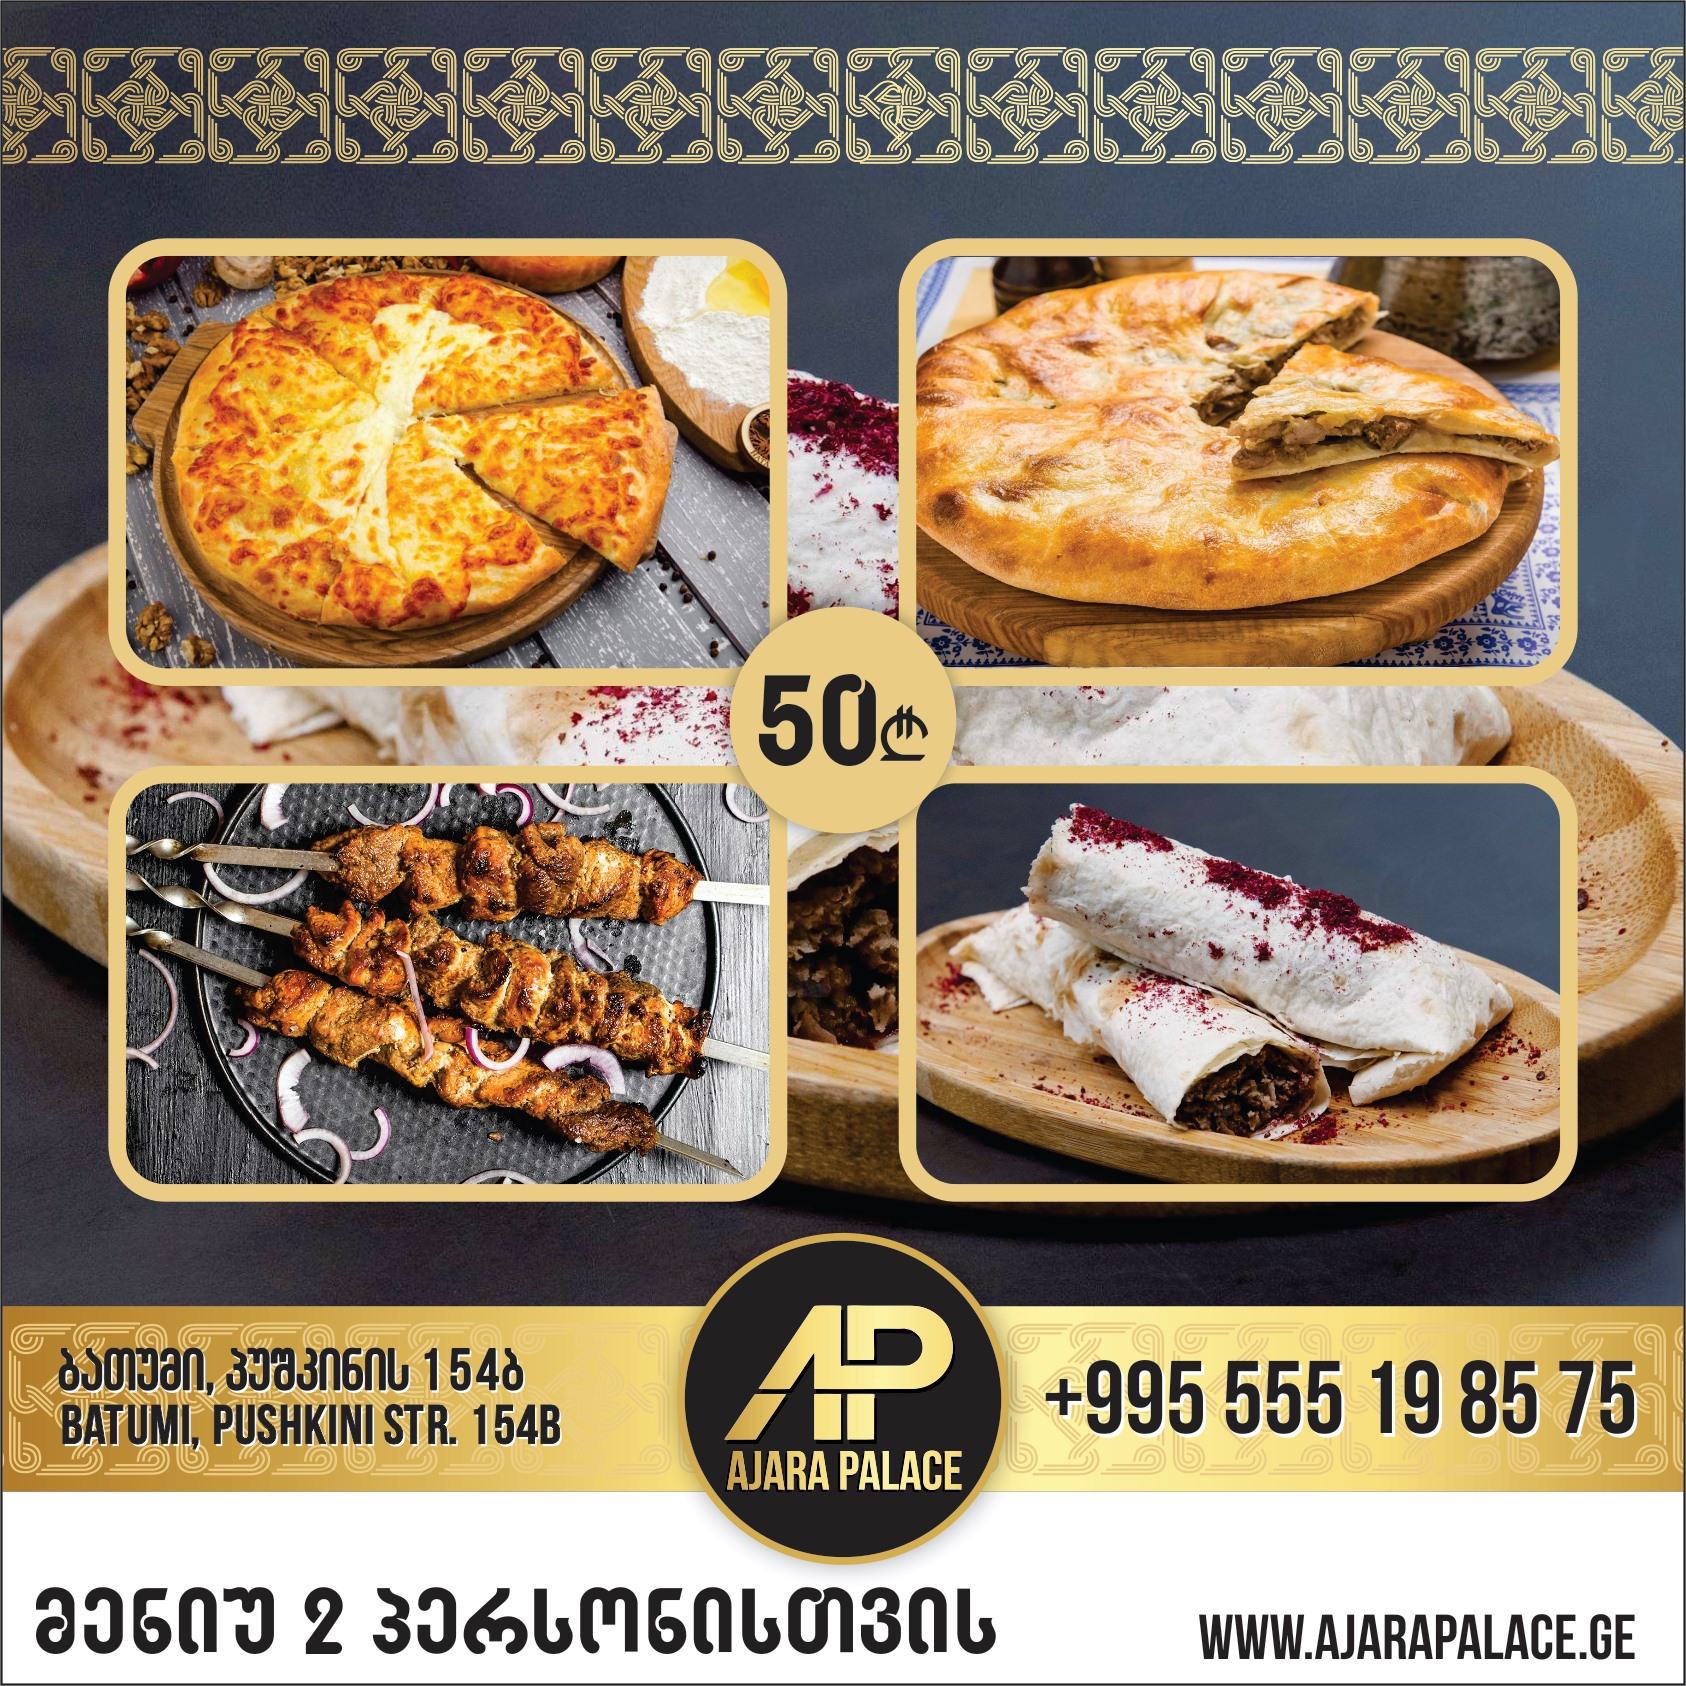 50₾
ბათუმი, პუშკინის 154ბ
BATUMI, PUSHKINI STR. 154B
AP
AJARA PALACE
+995 555 19 85 75
მენიუ 2 პერსონისთვის
WWW.AJARAPALACE.GE